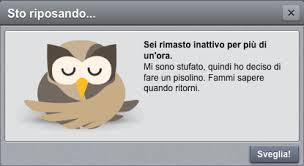 Sto riposando...
Sei rimasto inattivo per più di
un'ora.
Mi sono stufato, quindi ho deciso di
fare un pisolino. Fammi sapere
quando ritorni.
Sveglia!